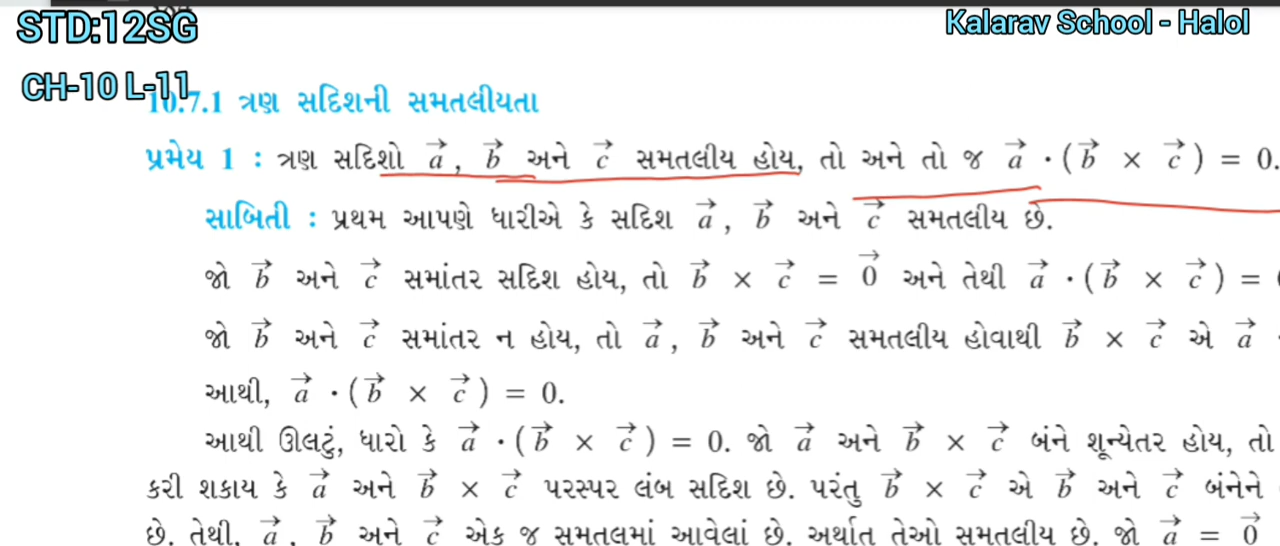 STD:12SG
Kalarav School - Halol
CH-10 L-11
10.7.1 ત્રણ સદિશની સમતલીયતા
પ્રમેય 1 : ત્રણ સદિશો a⃗, b⃗ અને c⃗ સમતલીય હોય, તો અને તો જ a⃗ · (b⃗ × c⃗) = 0.
સાબિતી : પ્રથમ આપણે ધારીએ કે સદિશ a⃗, b⃗ અને c⃗ સમતલીય છે.
જો b⃗ અને c⃗ સમાંતર સદિશ હોય, તો b⃗ × c⃗ = 0⃗ અને તેથી a⃗ · (b⃗ × c⃗) =
જો b⃗ અને c⃗ સમાંતર ન હોય, તો a⃗, b⃗ અને c⃗ સમતલીય હોવાથી b⃗ × c⃗ એ a⃗
આથી, a⃗ · (b⃗ × c⃗) = 0.
આથી ઊલટું, ધારો કે a⃗ · (b⃗ × c⃗) = 0. જો a⃗ અને b⃗ × c⃗ બંને શૂન્યેતર હોય, તો
કરી શકાય કે a⃗ અને b⃗ × c⃗ પરસ્પર લંબ સદિશ છે. પરંતુ b⃗ × c⃗ એ b⃗ અને c⃗ બંનેને
છે. તેથી, a⃗, b⃗ અને c⃗ એક જ સમતલમાં આવેલાં છે. અર્થાત તેઓ સમતલીય છે. જો a⃗ = 0⃗